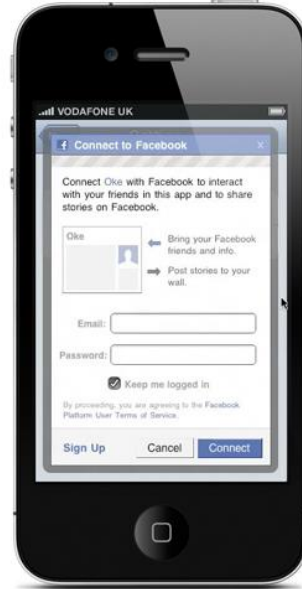 VODAFONE UK
f Connect to Facebook x
Connect Oke with Facebook to interact
with your friends in this app and to share
stories on Facebook.
Oke
Bring your Facebook
friends and info.
Post stories to your
wall.
Email:
Password:
Keep me logged in
By proceeding, you are agreeing to the Facebook
Platform User Terms of Service.
Sign Up Cancel Connect